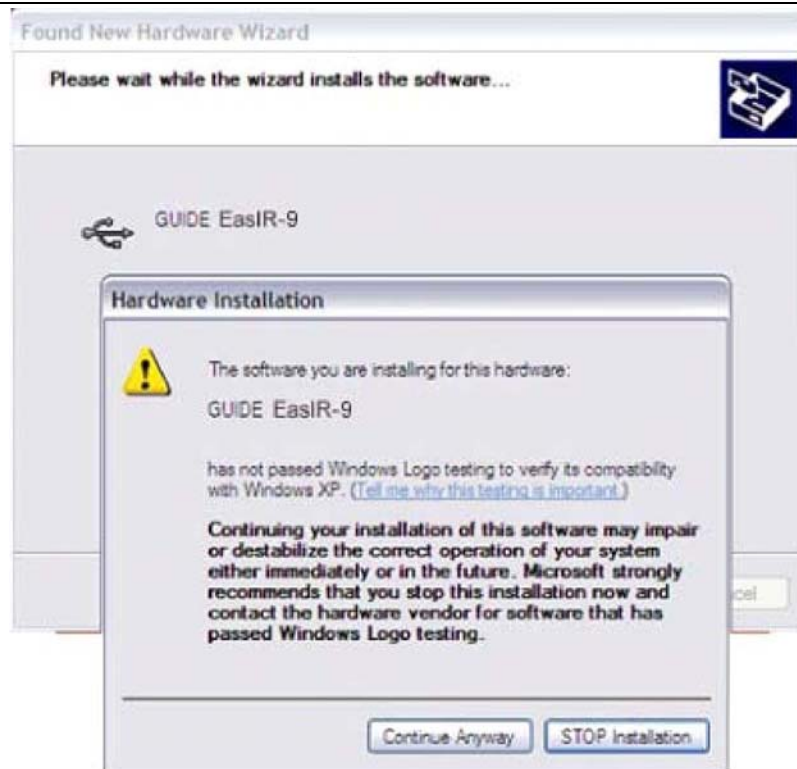 Found New Hardware Wizard
Please wait while the wizard installs the software...
GUIDE EasIR-9
Hardware Installation
The software you are installing for this hardware:
GUIDE EasIR-9
has not passed Windows Logo testing to verify its compatibility
with Windows XP. (Tell me why this testing is important.)
Continuing your installation of this software may impair
or destabilize the correct operation of your system
either immediately or in the future. Microsoft strongly
recommends that you stop this installation now and
contact the hardware vendor for software that has
passed Windows Logo testing.
Continue Anyway
STOP Installation